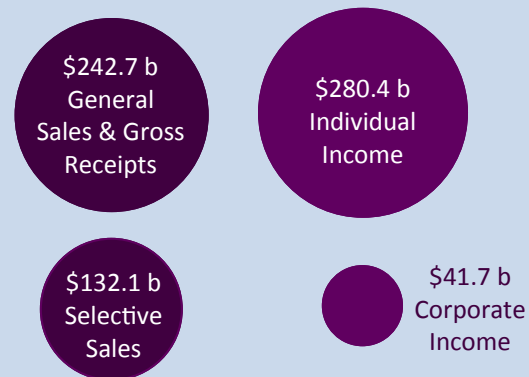 $242.7 b
General
Sales & Gross
Receipts
$280.4 b
Individual
Income
$132.1 b
Selective
Sales
$41.7 b
Corporate
Income